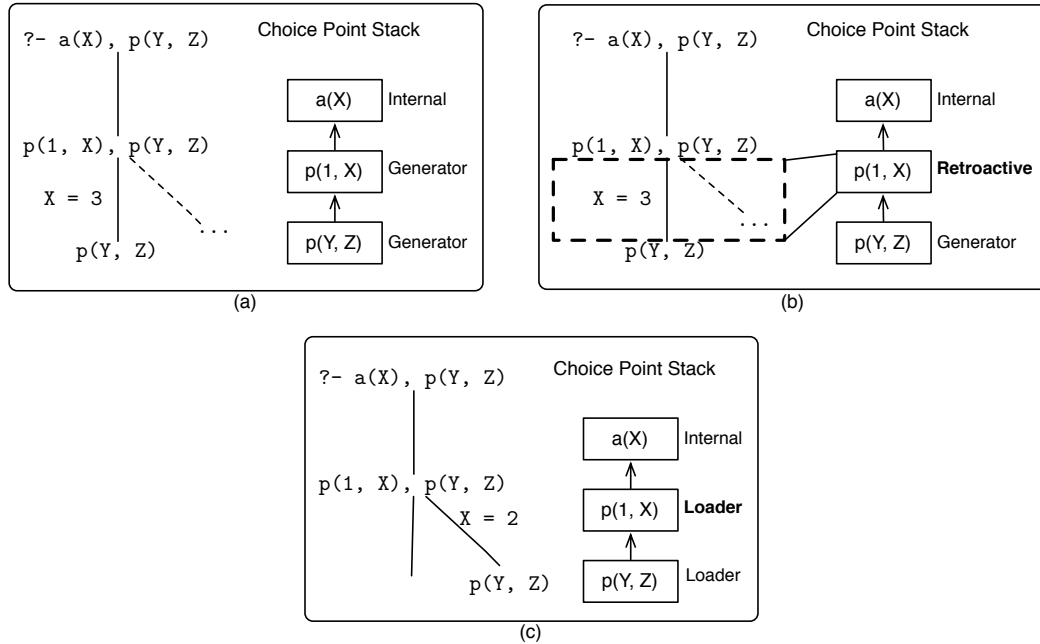 ?- a(X), p(Y, Z)
Choice Point Stack
a(X) Internal
p(1, X), p(Y, Z)
p(1, X) Generator
X = 3
...
p(Y, Z)
p(Y, Z) Generator
(a)
?- a(X), p(Y, Z)
Choice Point Stack
a(X) Internal
p(1, X), p(Y, Z)
p(1, X) Retroactive
X = 3
...
p(Y, Z)
p(Y, Z) Generator
(b)
?- a(X), p(Y, Z)
Choice Point Stack
a(X) Internal
p(1, X), p(Y, Z)
p(1, X) Loader
X = 2
p(Y, Z)
p(Y, Z) Loader
(c)